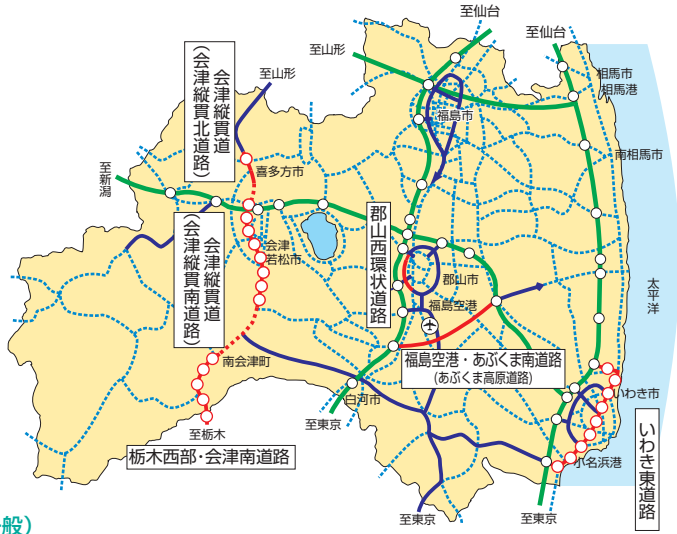 至仙台
至仙台
至山形
相馬市
相馬港
至山形
会津縦貫道
（会津縦貫北道路）
福島市
南相馬市
喜多方市
至新潟
会津縦貫道
（会津縦貫南道路）
郡山西環状道路
会津
若松市
郡山市
太平洋
福島空港
福島空港・あぶくま南道路
（あぶくま高原道路）
南会津町
白河市
いわき市
至東京
至栃木
栃木西部・会津南道路
小名浜港
いわき東道路
至東京
至東京
般）